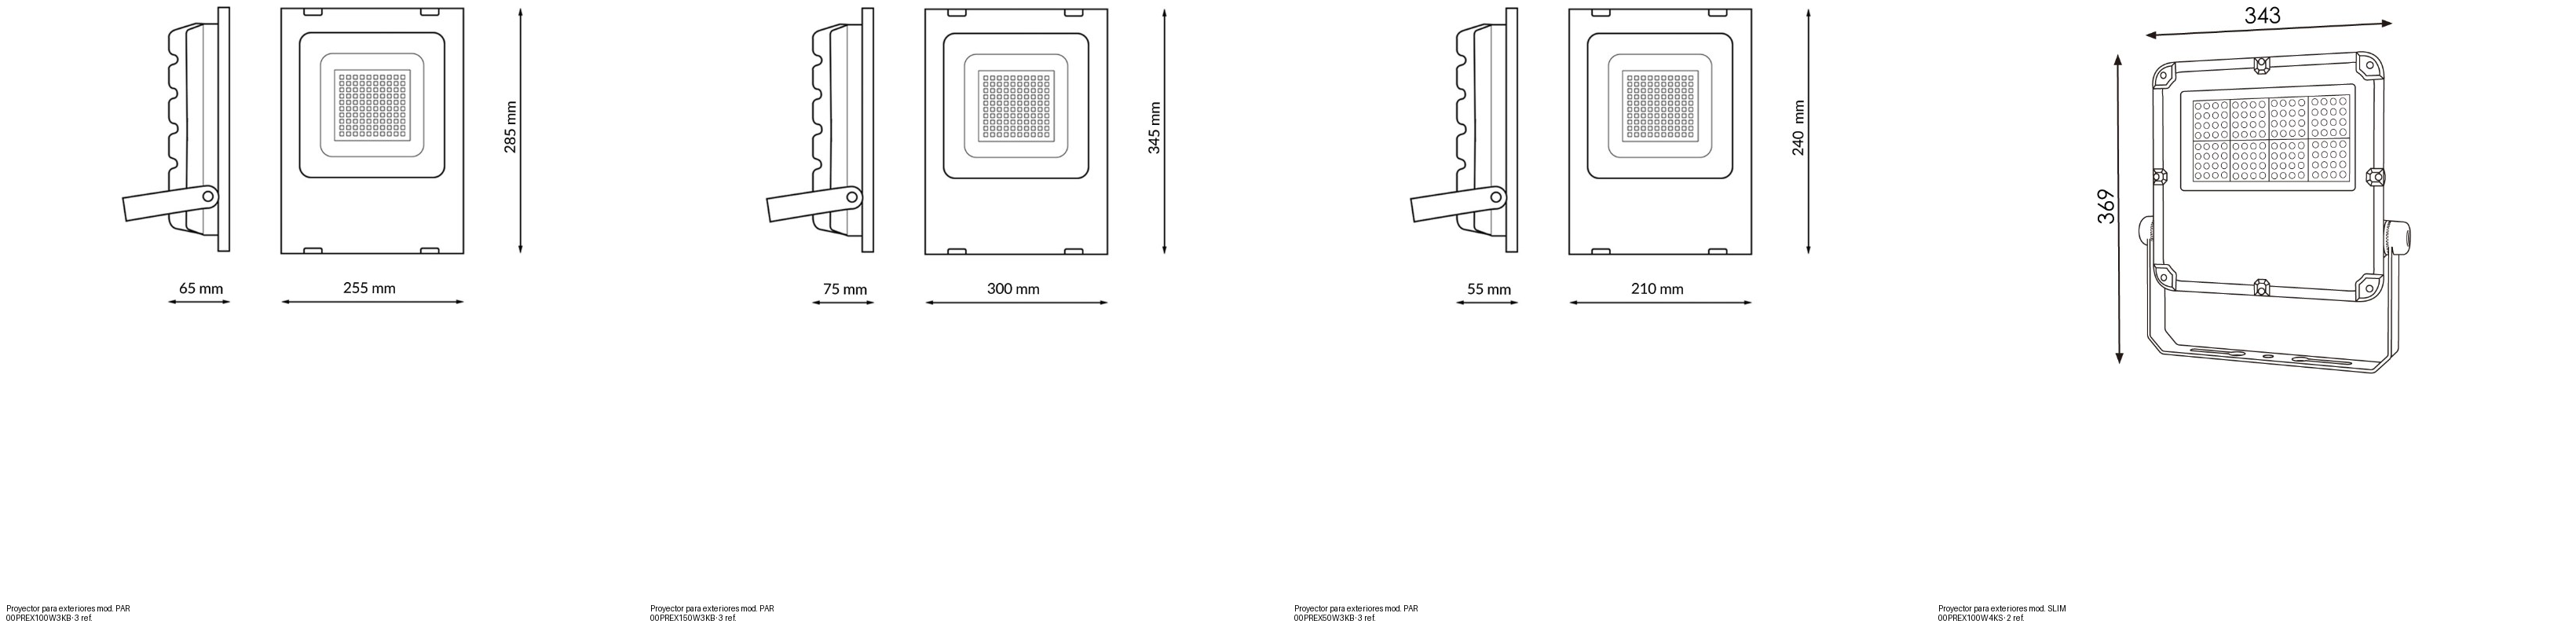 285 mm
65 mm
255 mm
Proyector para exteriores mod. PAR
00PREX100W3KB · 3 ref.
345 mm
75 mm
300 mm
Proyector para exteriores mod. PAR
00PREX150W3KB · 3 ref.
240 mm
55 mm
210 mm
Proyector para exteriores mod. PAR
00PREX50W3KB · 3 ref.
343
369
Proyector para exteriores mod. SLIM
00PREX100W4KS · 2 ref.